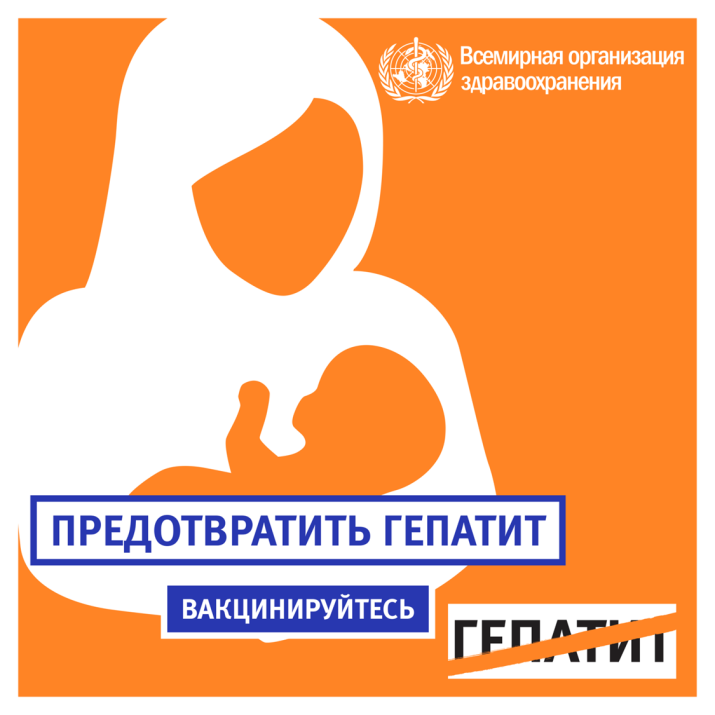 Всемирная организация
здравоохранения
ПРЕДОТВРАТИТЬ ГЕПАТИТ
ВАКЦИНИРУЙТЕСЬ
ГЕПАТИТ